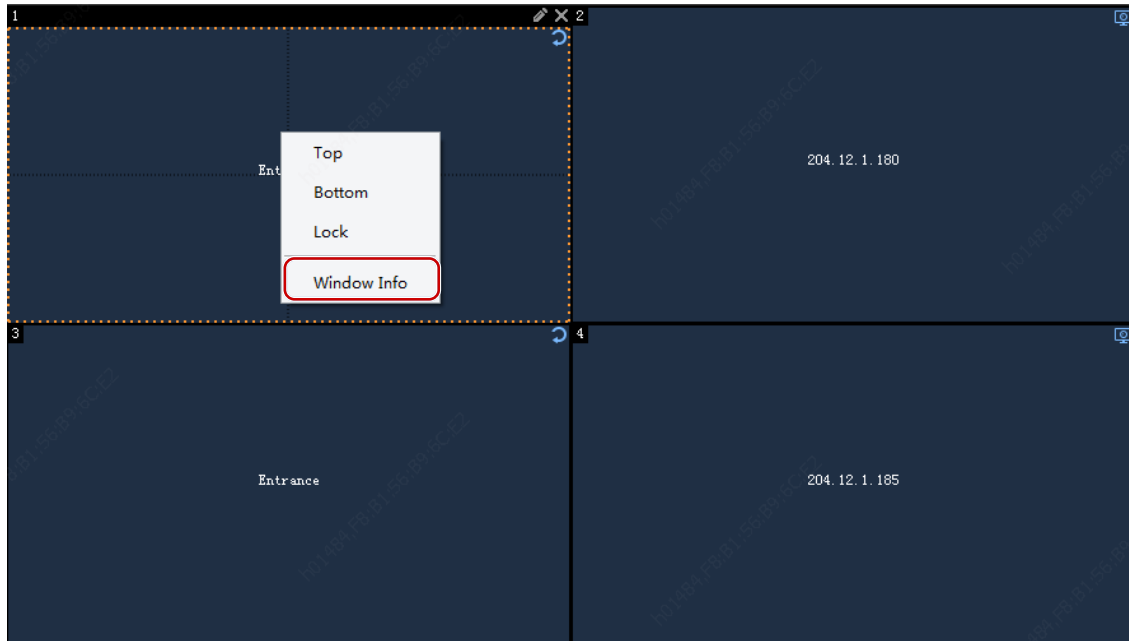 1
2
Ent
Top
Bottom
Lock
Window Info
204.12.1.180
3
4
Entrance
204.12.1.185